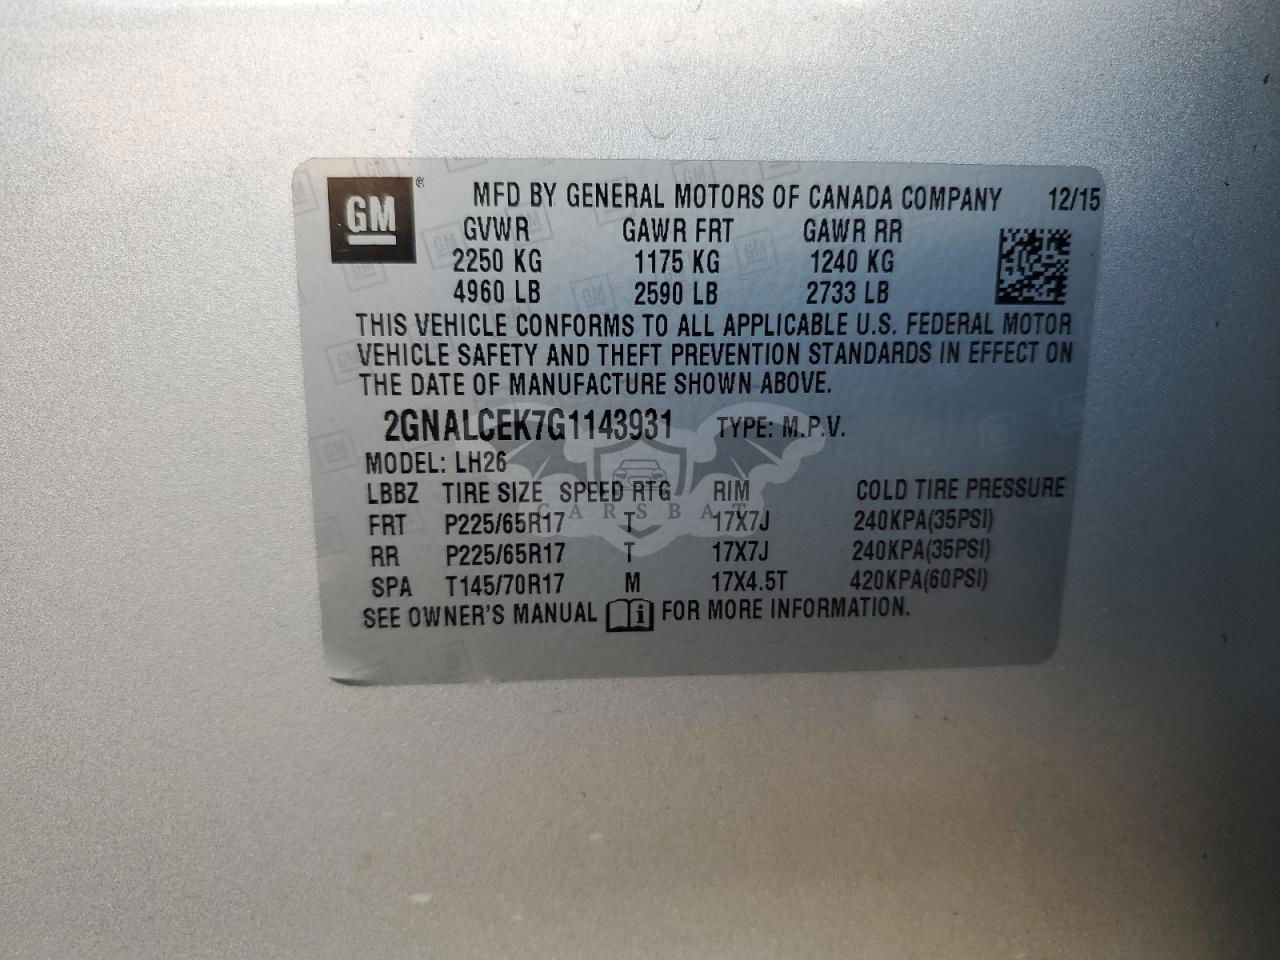 GM®
MFD BY GENERAL MOTORS OF CANADA COMPANY 12/15
GVWR GAWR FRT GAWR RR
2250 KG 1175 KG 1240 KG
4960 LB 2590 LB 2733 LB
THIS VEHICLE CONFORMS TO ALL APPLICABLE U.S. FEDERAL MOTOR
VEHICLE SAFETY AND THEFT PREVENTION STANDARDS IN EFFECT ON
THE DATE OF MANUFACTURE SHOWN ABOVE.
2GNALCEK7G1143931 TYPE: M.P.V.
MODEL: LH26
LBBZ TIRE SIZE SPEED RTG RIM COLD TIRE PRESSURE
CARSBAT
FRT P225/65R17 T 17X7J 240KPA(35PSI)
RR P225/65R17 T 17X7J 240KPA(35PSI)
SPA T145/70R17 M 17X4.5T 420KPA(60PSI)
SEE OWNER'S MANUAL i FOR MORE INFORMATION.